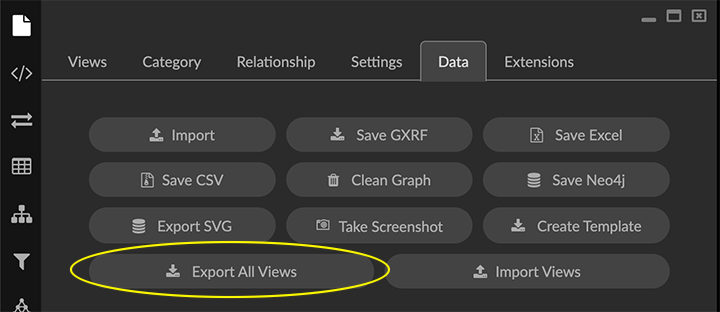 Views Category Relationship Settings Data Extensions
Import Save GXRF Save Excel
Save CSV Clean Graph Save Neo4j
Export SVG Take Screenshot Create Template
Export All Views Import Views